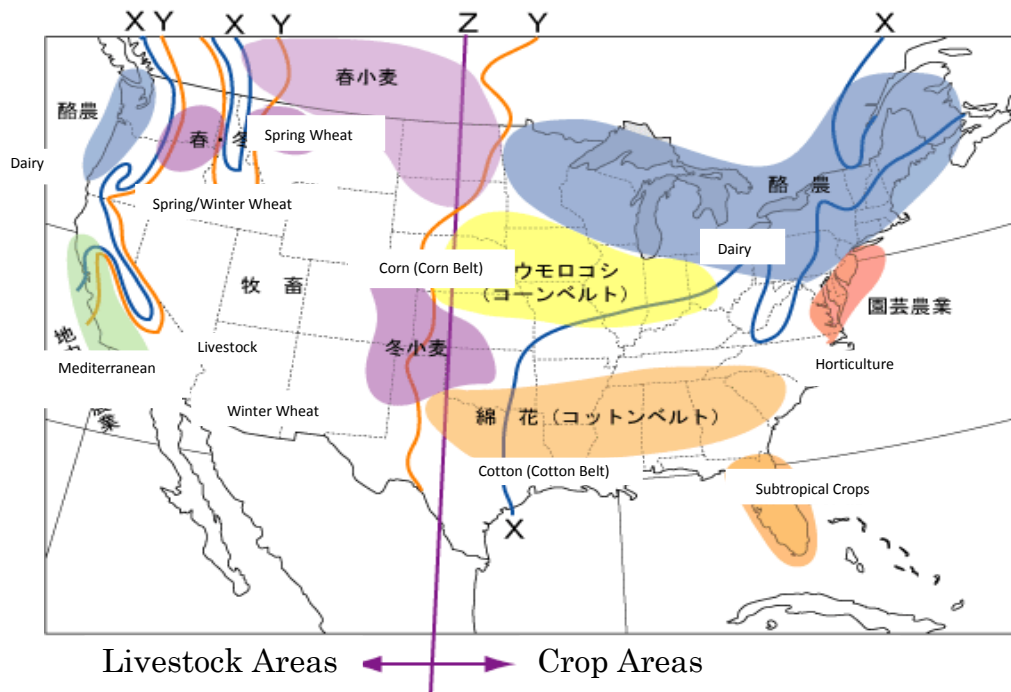 X Y X Y Z Y X
春小麦
酪農
春・冬
Spring Wheat
Dairy
酪 農
Spring/Winter Wheat
Dairy
Corn (Corn Belt)
ウモロコシ
(コーンベルト)
牧 畜
園芸農業
地
冬小麦
Livestock
Mediterranean
Horticulture
Winter Wheat
綿 花(コットンベルト)
Cotton (Cotton Belt)
Subtropical Crops
X
Livestock Areas
Crop Areas